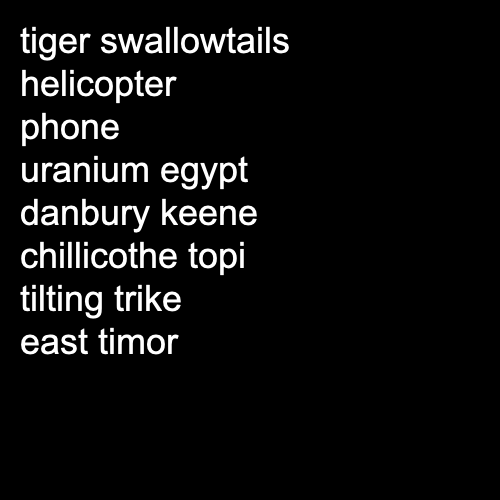 tiger swallowtails
helicopter
phone
uranium egypt
danbury keene
chillicothe topi
tilting trike
east timor